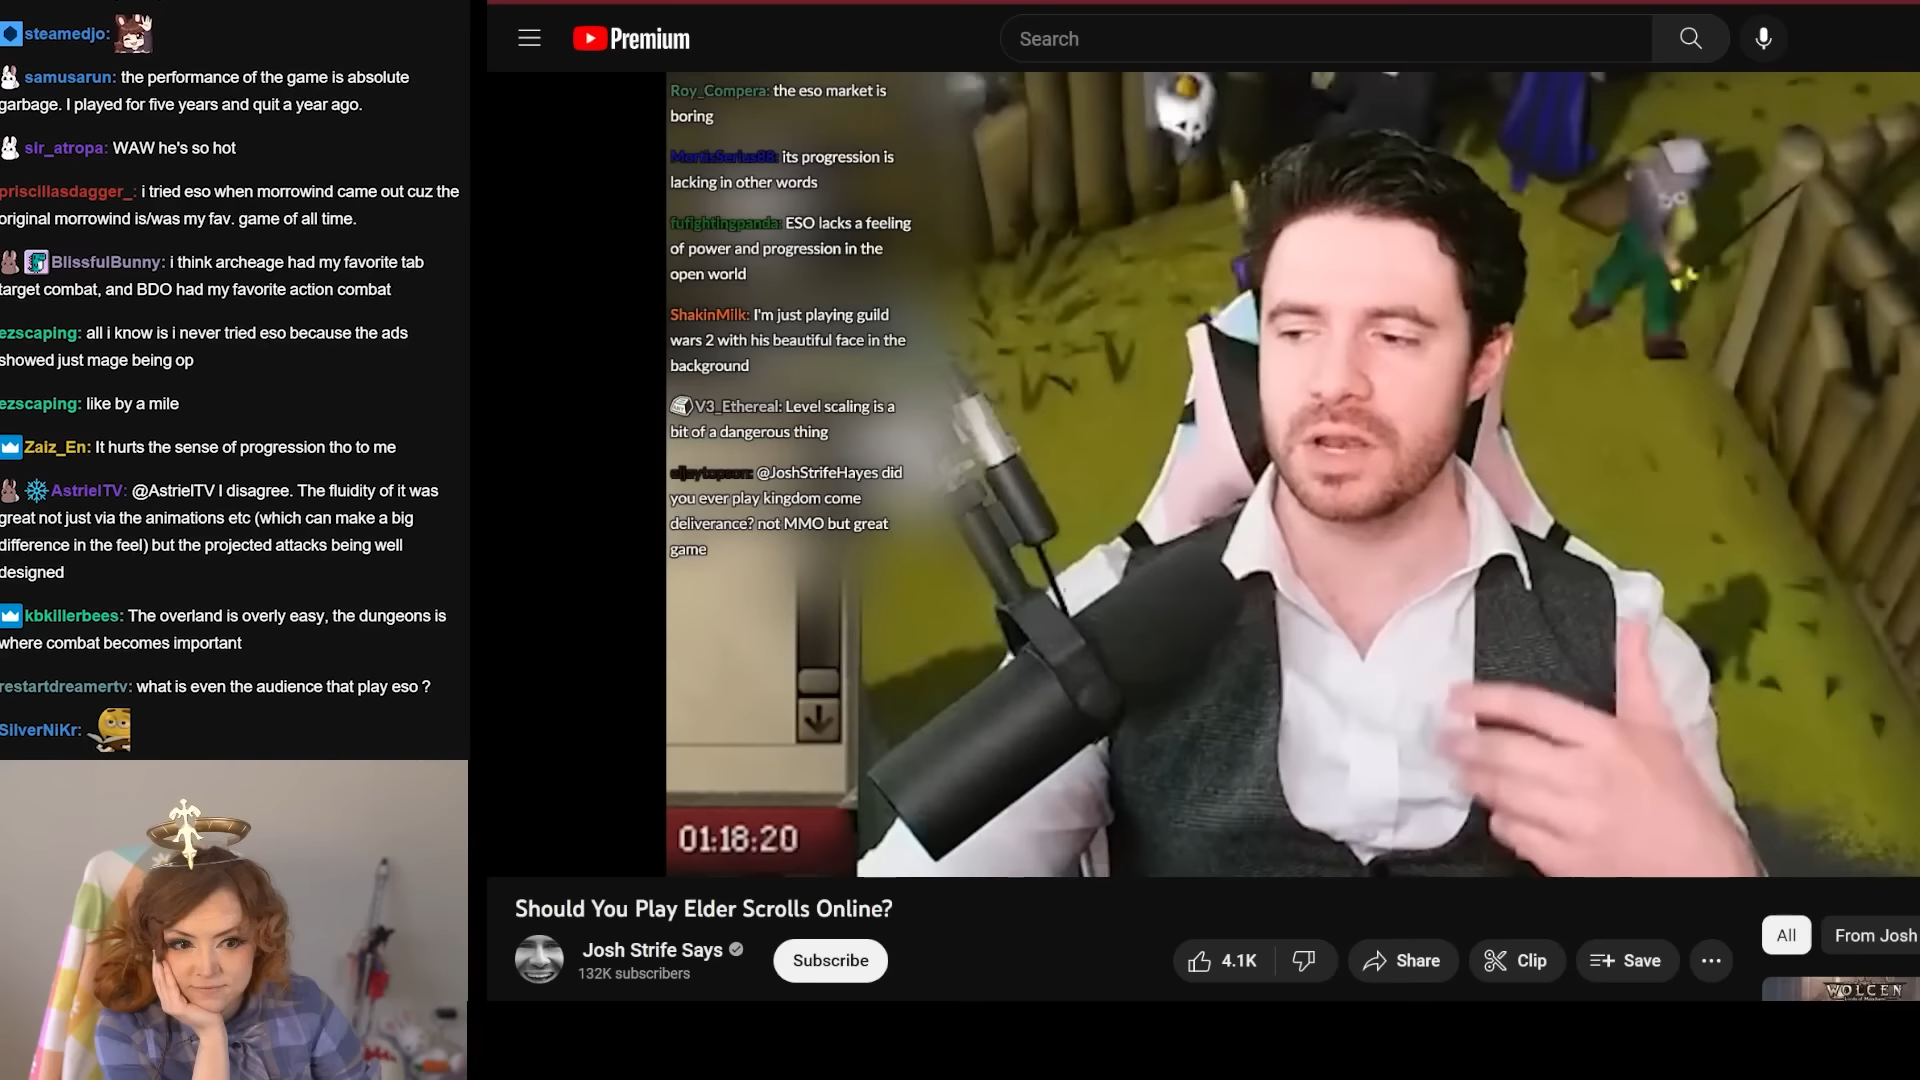 steamedjo:
samusarun: the performance of the game is absolute
garbage. I played for five years and quit a year ago.
sir_atropa: WAW he's so hot
priscillasdagger_: i tried eso when morrowind came out cuz the
original morrowind is/was my fav. game of all time.
BlissfulBunny: i think archeage had my favorite tab
target combat, and BDO had my favorite action combat
ezscaping: all i know is i never tried eso because the ads
showed just mage being op
ezscaping: like by a mile
Zaiz_En: It hurts the sense of progression tho to me
AstrielTV: @AstrielTV I disagree. The fluidity of it was
great not just via the animations etc (which can make a big
difference in the feel) but the projected attacks being well
designed
kbkillerbees: The overland is overly easy, the dungeons is
where combat becomes important
restartdreamertv: what is even the audience that play eso ?
SilverNiKr:
Premium
Search
Roy_Compera: the eso market is
boring
MortisSerius88: its progression is
lacking in other words
fufightingpanda: ESO lacks a feeling
of power and progression in the
open world
ShakinMilk: I'm just playing guild
wars 2 with his beautiful face in the
background
V3_Ethereal: Level scaling is a
bit of a dangerous thing
@JoshStrifeHayes did
you ever play kingdom come
deliverance? not MMO but great
game
01:18:20
Should You Play Elder Scrolls Online?
Josh Strife Says
132K subscribers
Subscribe
4.1K
Share
Clip
Save
All
From Josh
WOLCEN